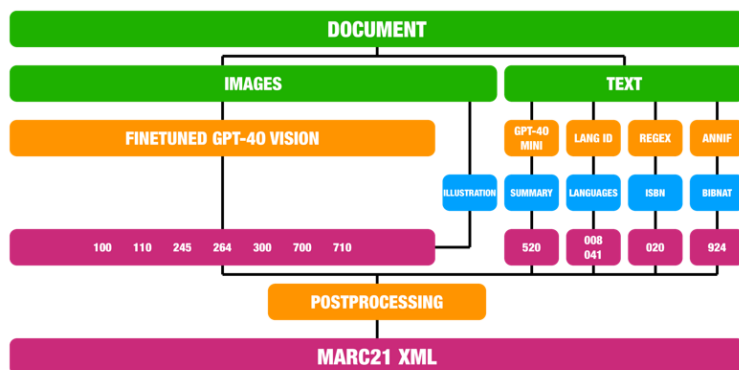 DOCUMENT
IMAGES
TEXT
FINETUNED GPT-4O VISION
GPT-4O
MINI
LANG ID
REGEX
ANNIF
ILLUSTRATION
SUMMARY
LANGUAGES
ISBN
BIBNAT
100 110 245 264 300 700 710
520
008
041
020
924
POSTPROCESSING
MARC21 XML